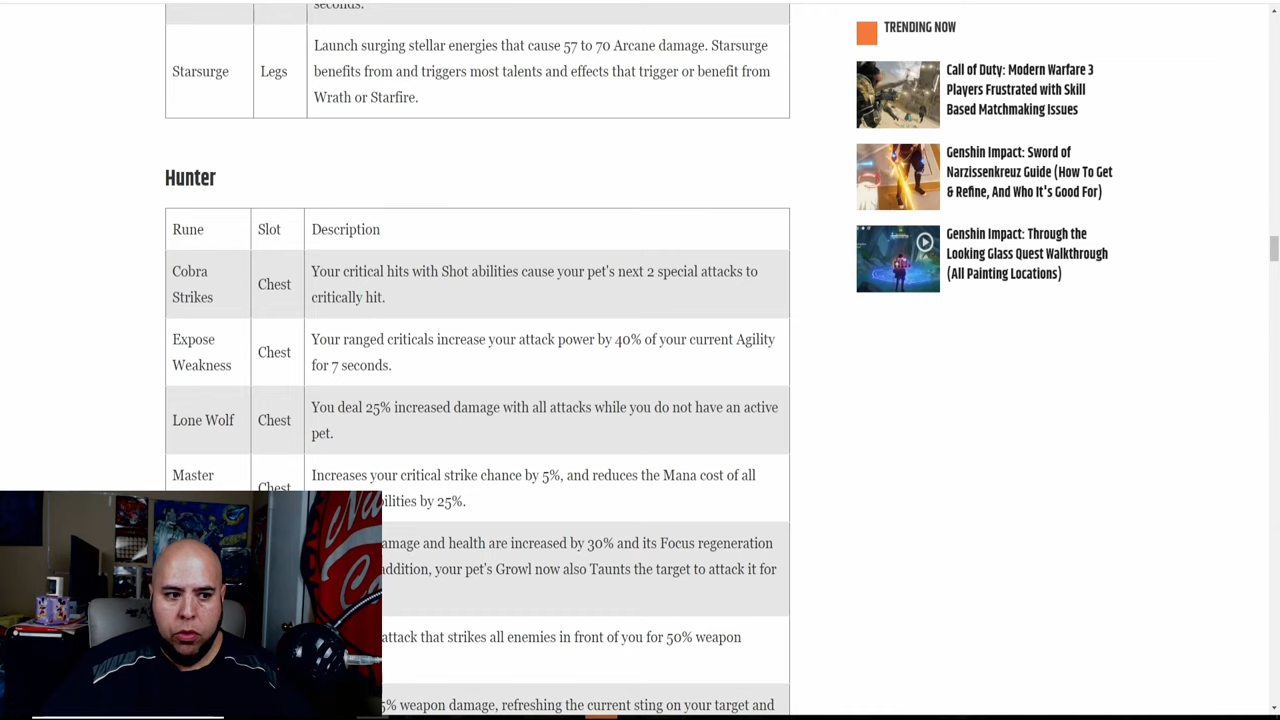 seconds.
Starsurge
Legs
Launch surging stellar energies that cause 57 to 70 Arcane damage. Starsurge
benefits from and triggers most talents and effects that trigger or benefit from
Wrath or Starfire.
Hunter
Rune
Slot
Description
Cobra
Strikes
Chest
Your critical hits with Shot abilities cause your pet's next 2 special attacks to
critically hit.
Expose
Weakness
Chest
Your ranged criticals increase your attack power by 40% of your current Agility
for 7 seconds.
Lone Wolf
Chest
You deal 25% increased damage with all attacks while you do not have an active
pet.
Master
Chest
Increases your critical strike chance by 5%, and reduces the Mana cost of all
by 25%.
and health are increased by 30% and its Focus regeneration
your pet's Growl now also Taunts the target to attack it for
attack that strikes all enemies in front of you for 50% weapon
weapon damage, refreshing the current sting on your target and
TRENDING NOW
Call of Duty: Modern Warfare 3
Players Frustrated with Skill
Based Matchmaking Issues
Genshin Impact: Sword of
Narzissenkreuz Guide (How To Get
& Refine, And Who It's Good For)
Genshin Impact: Through the
Looking Glass Quest Walkthrough
(All Painting Locations)